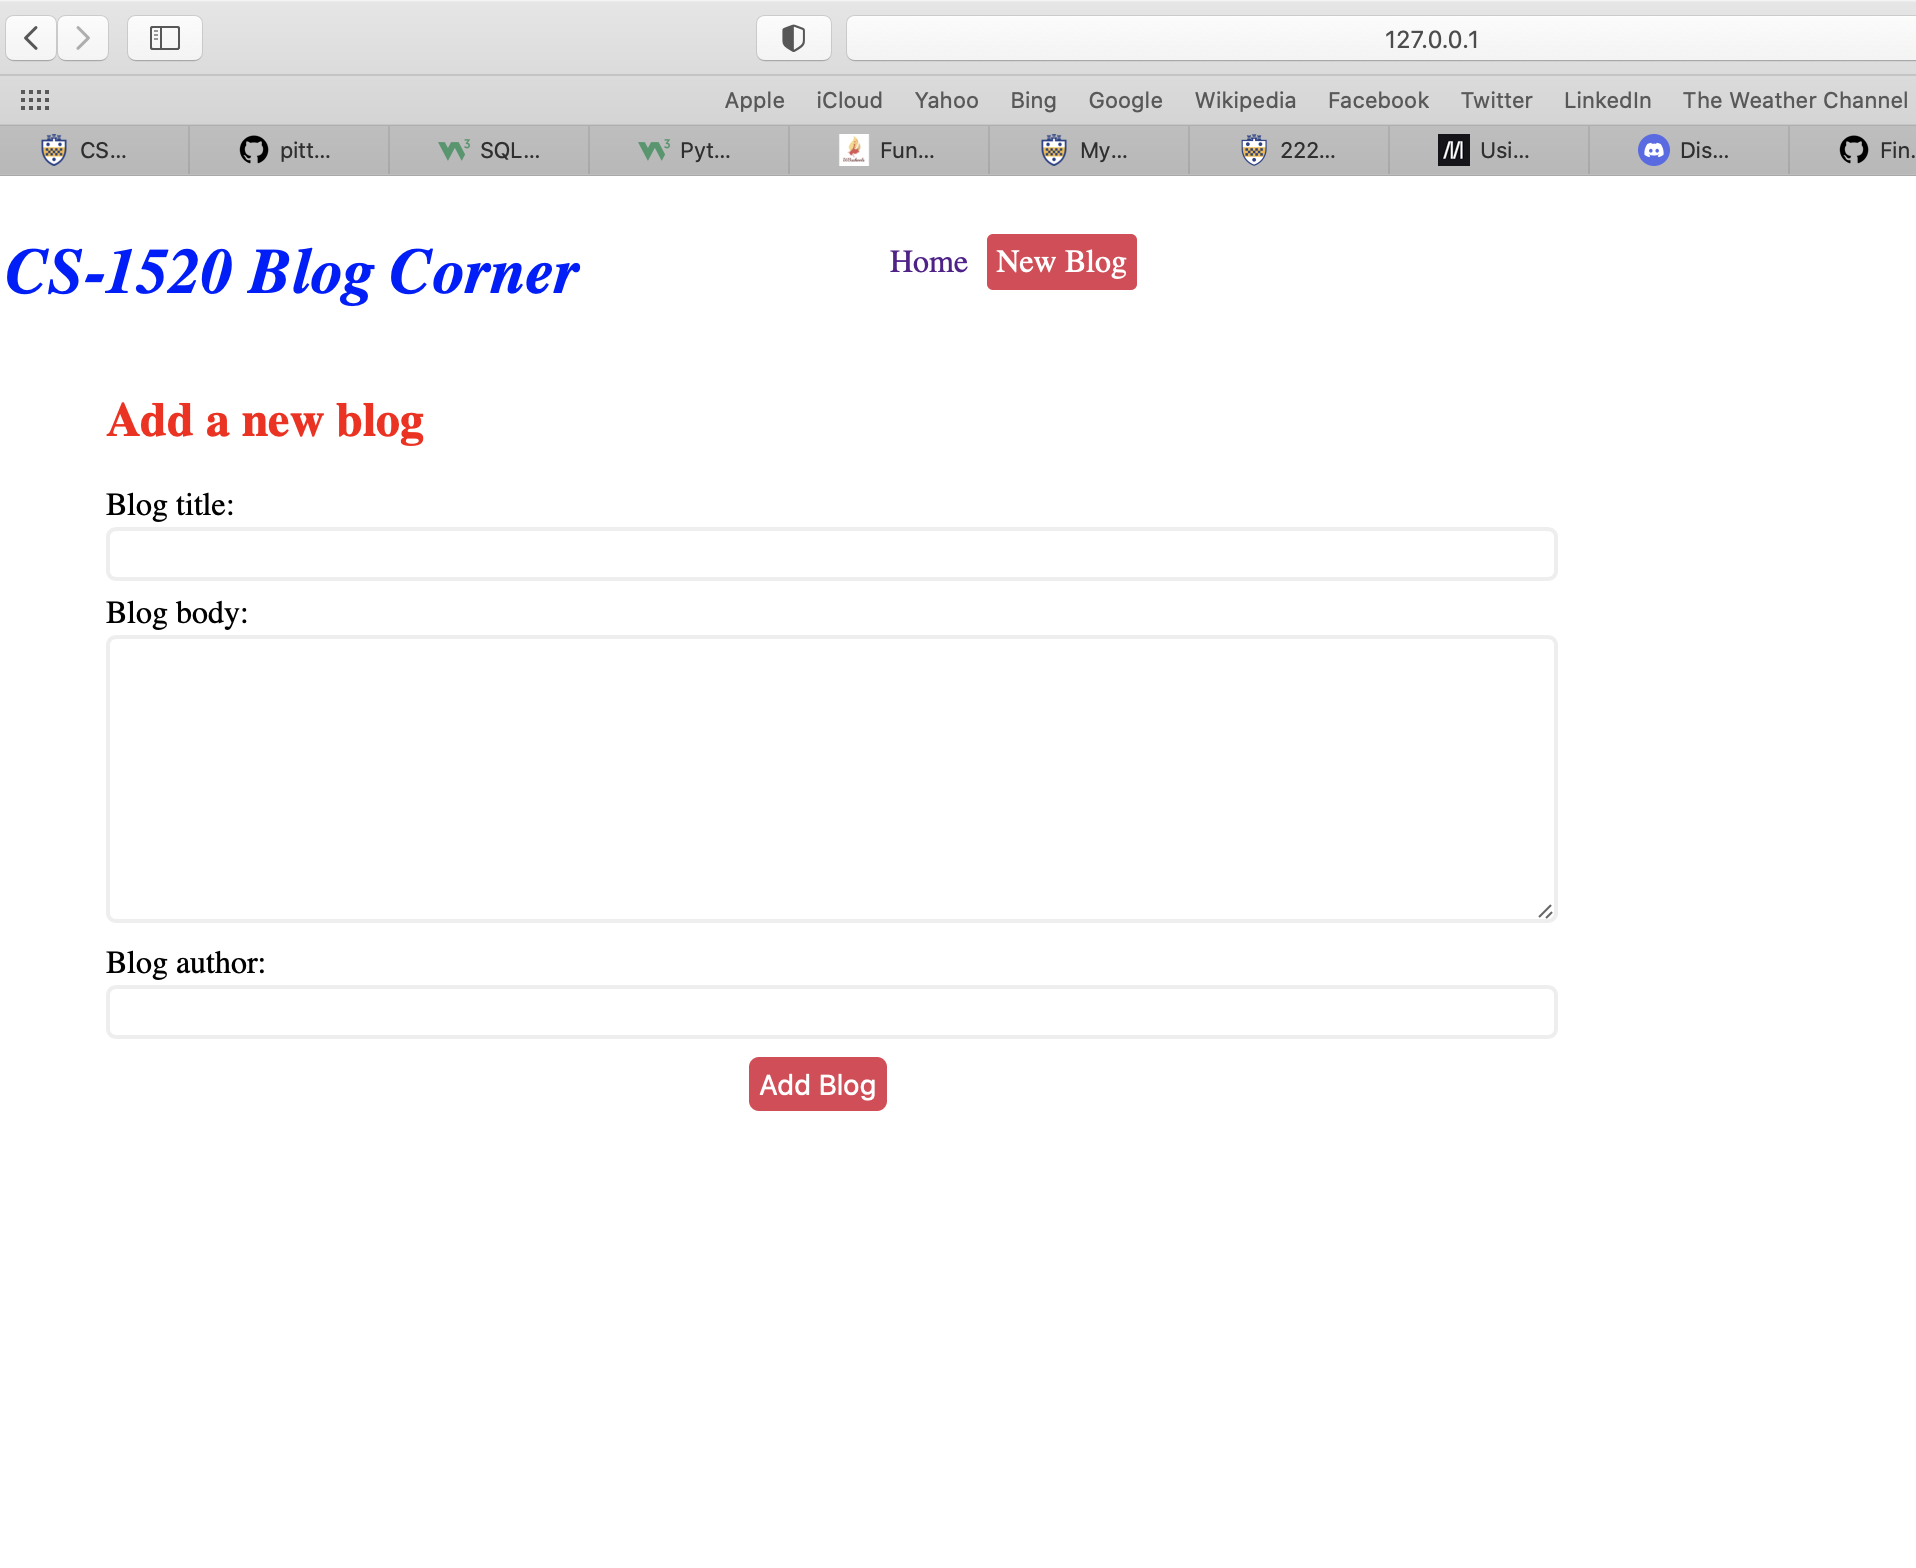 127.0.0.1
Apple iCloud Yahoo Bing Google Wikipedia Facebook Twitter LinkedIn The Weather Channel
CS... pitt... SQL... Pyt... Fun... My... 222... Usi... Dis... Fin.
CS-1520 Blog Corner Home New Blog
Add a new blog
Blog title:
Blog body:
Blog author:
Add Blog